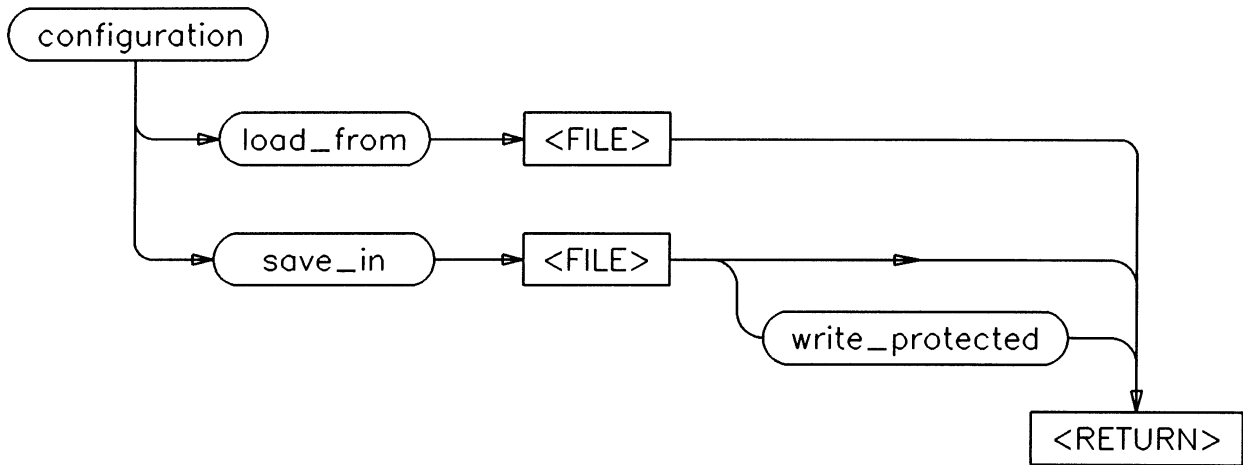 configuration
load_from
<FILE>
save_in
<FILE>
write_protected
<RETURN>